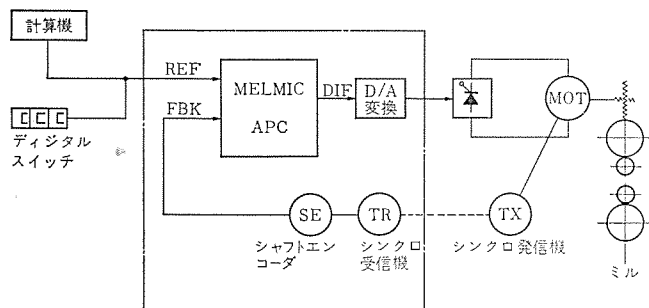 計算機
REF
MELMIC
APC
DIF
D/A
変換
MOT
FBK
ディジタル
スイッチ
SE
TR
TX
シャフトエン
コーダ
シンクロ
受信機
シンクロ発信機
ミル